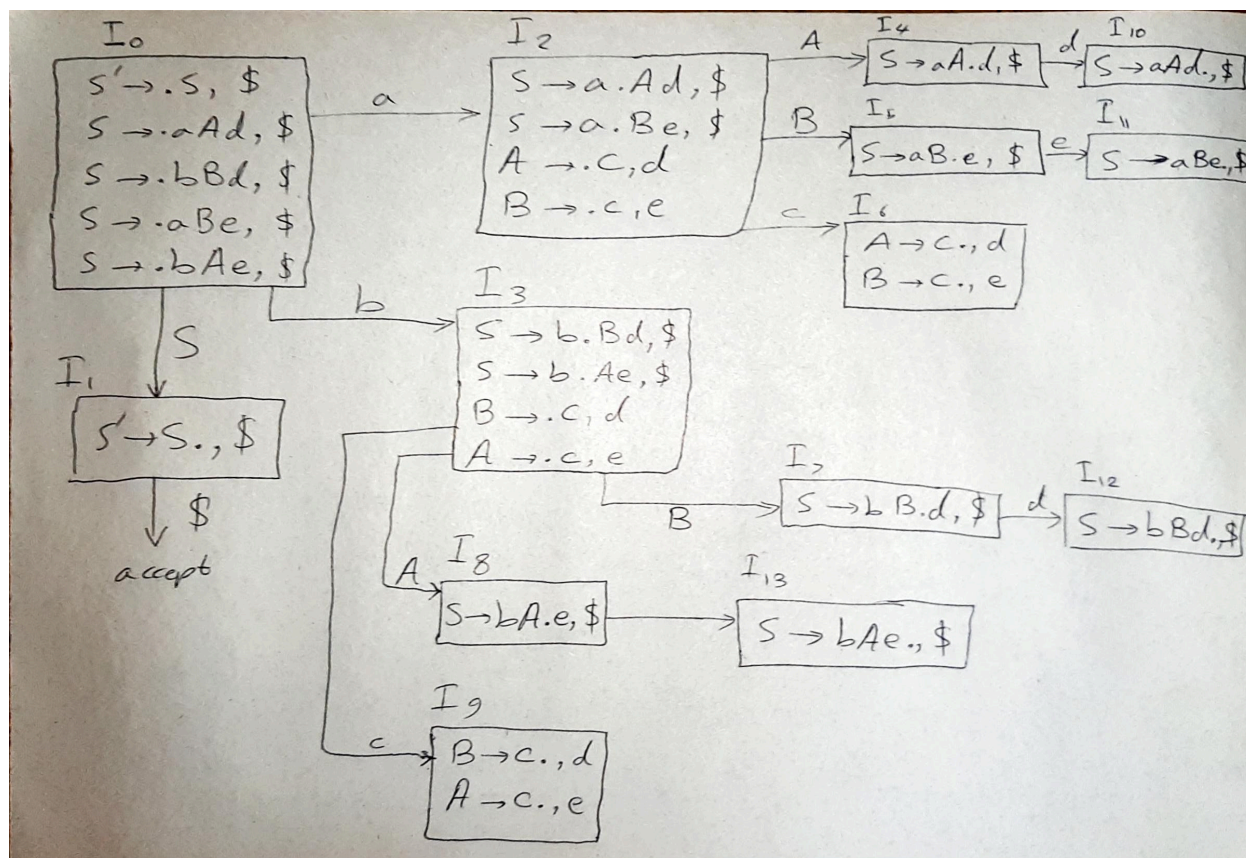 I0
S' → .S, $
S → .aAd, $
S → .bBd, $
S → .aBe, $
S → .bAe, $
a
I2
S → a.Ad, $
S → a.Be, $
A → .c, d
B → .c, e
A
I4
S → aA.d, $
d
I10
S → aAd., $
B
I5
S → aB.e, $
e
I11
S → aBe., $
c
I6
A → c., d
B → c., e
S
I1
S' → S., $
$
accept
b
I3
S → b.Bd, $
S → b.Ae, $
B → .c, d
A → .c, e
B
I7
S → bB.d, $
d
I12
S → bBd., $
A
I8
S → bA.e, $
I13
S → bAe., $
c
I9
B → c., d
A → c., e